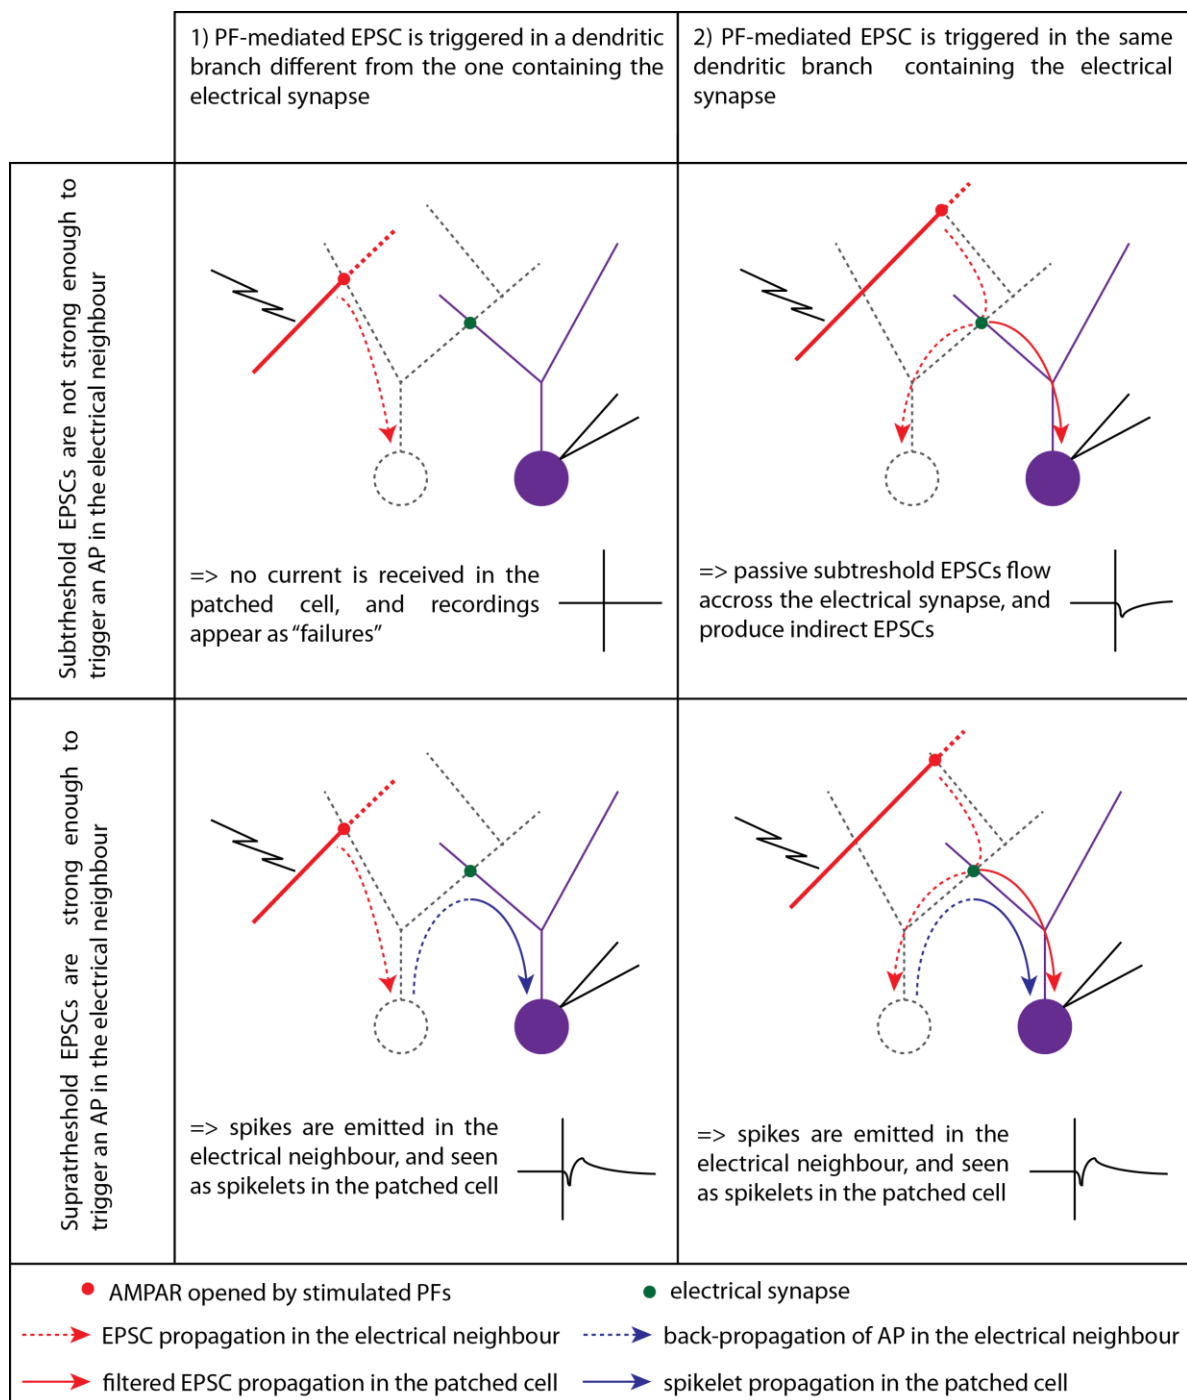 1) PF-mediated EPSC is triggered in a dendritic
branch different from the one containing the
electrical synapse
2) PF-mediated EPSC is triggered in the same
dendritic branch containing the electrical
synapse
Subtrheshold EPSCs are not strong enough to
trigger an AP in the electrical neighbour
=> no current is received in the
patched cell, and recordings
appear as “failures”
=> passive subtreshold EPSCs flow
accross the electrical synapse, and
produce indirect EPSCs
Supratrheshold EPSCs are strong enough to
trigger an AP in the electrical neighbour
=> spikes are emitted in the
electrical neighbour, and seen
as spikelets in the patched cell
=> spikes are emitted in the
electrical neighbour, and seen
as spikelets in the patched cell
AMPAR opened by stimulated PFs
electrical synapse
EPSC propagation in the electrical neighbour
back-propagation of AP in the electrical neighbour
filtered EPSC propagation in the patched cell
spikelet propagation in the patched cell